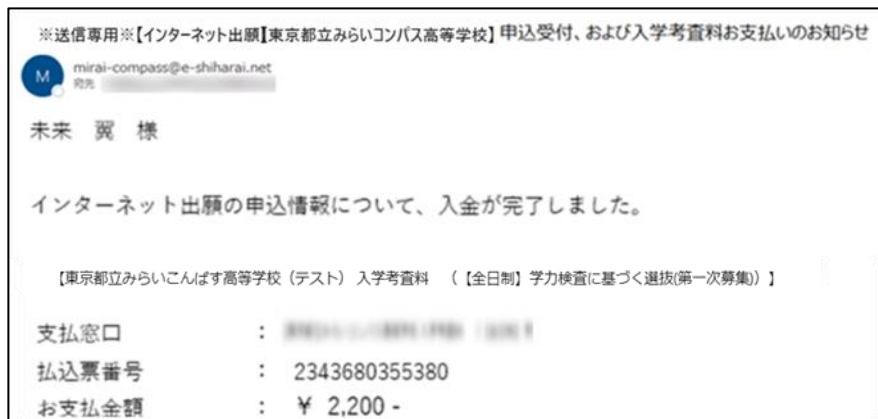 ※送信専用※【インターネット出願【東京都立みらいコンパス高等学校】申込受付、および入学考査料お支払いのお知らせ
M
mirai-compass@e-shiharai.net
宛先
未来 翼 様
インターネット出願の申込情報について、入金が完了しました。
【東京都立みらいこんぱす高等学校（テスト） 入学考査料 （【全日制】学力検査に基づく選抜(第一次募集)）】
支払窓口 ：
払込票番号 ： 2343680355380
お支払金額 ： ￥ 2,200 -